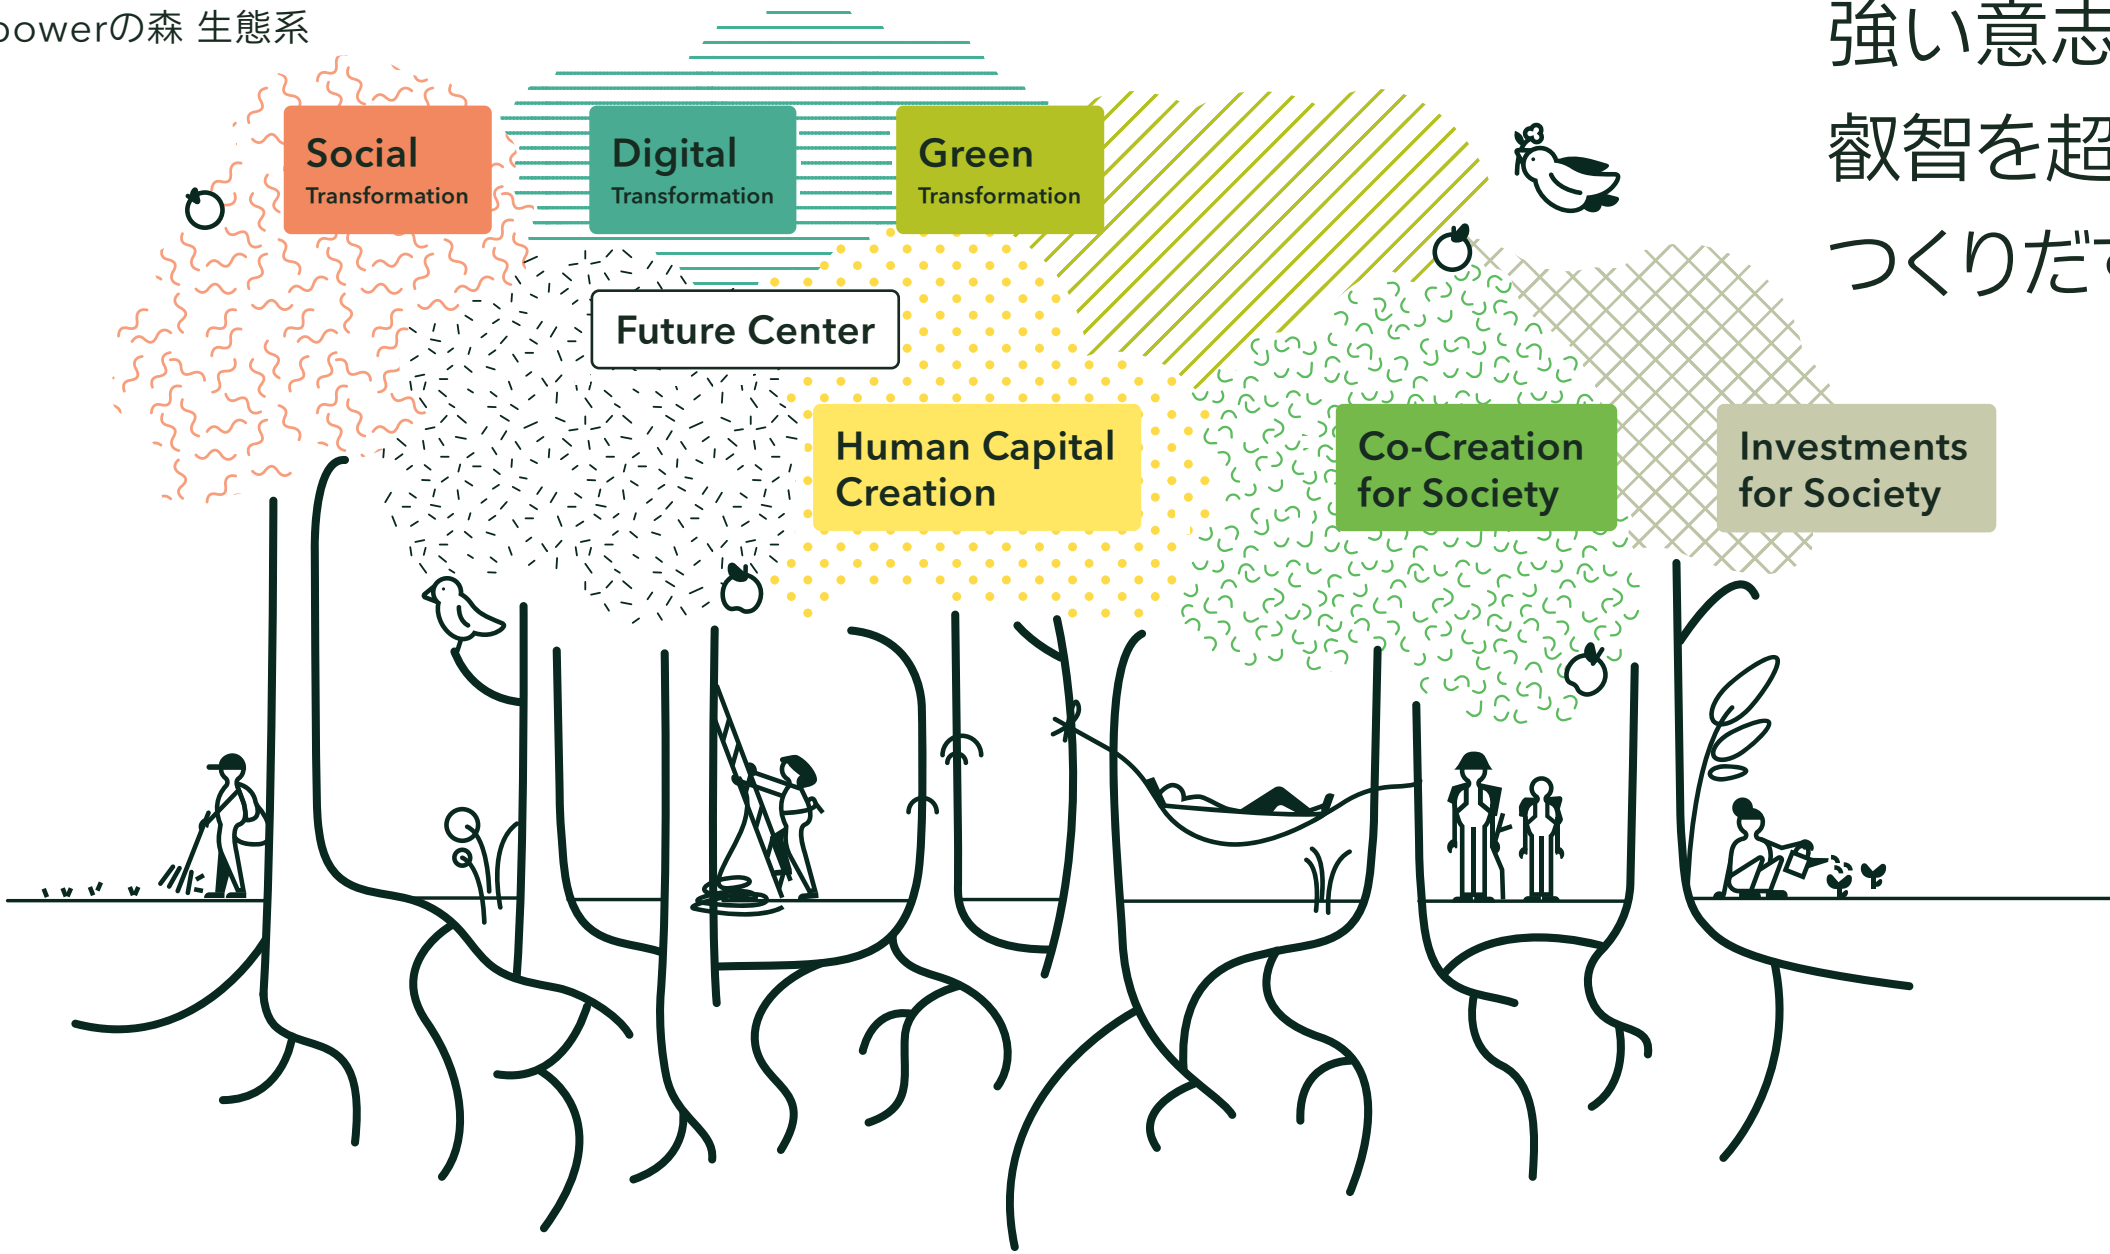 powerの森 生態系
強い意志
叡智を超
つくりだす
Social
Transformation
Digital
Transformation
Green
Transformation
Future Center
Human Capital
Creation
Co-Creation
for Society
Investments
for Society